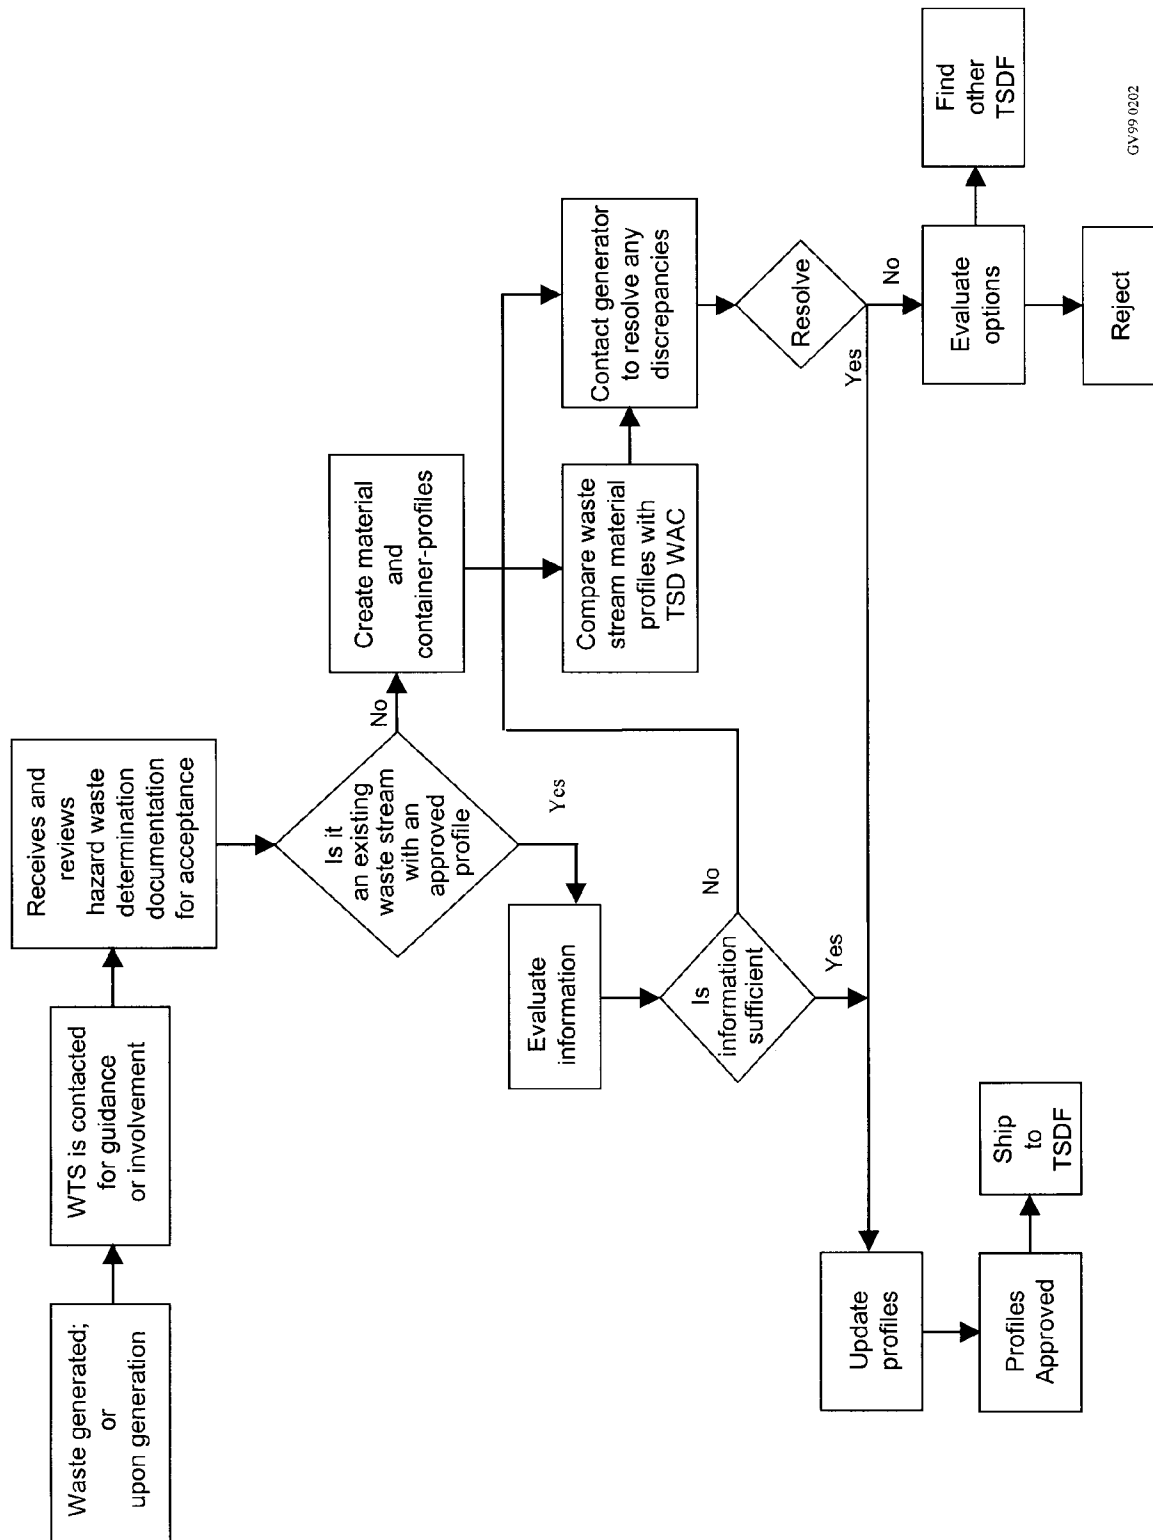 Waste generated;
or
upon generation
WTS is contacted
for guidance
or involvement
Receives and
reviews
hazard waste
determination
documentation
for acceptance
Is it
an existing
waste stream
with an
approved
profile
No
Yes
Create material
and
container-profiles
Evaluate
information
Is
information
sufficient
No
Yes
Compare waste
stream material
profiles with
TSD WAC
Contact generator
to resolve any
discrepancies
Resolve
Yes
No
Update
profiles
Profiles
Approved
Ship
to
TSDF
Evaluate
options
Find
other
TSDF
Reject
GV99 0202